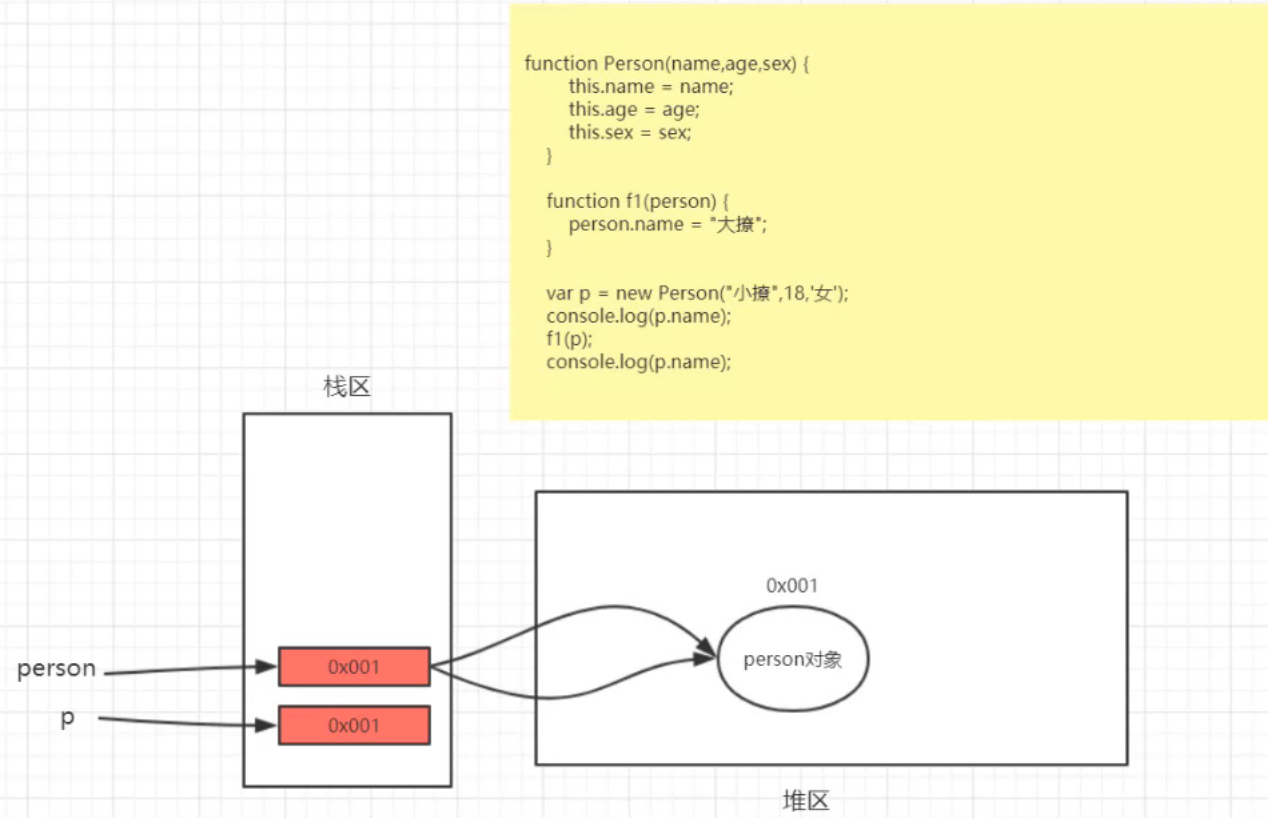 function Person(name,age,sex) {
this.name = name;
this.age = age;
this.sex = sex;
}
function f1(person) {
person.name = "大撩";
}
var p = new Person("小撩",18,'女');
console.log(p.name);
f1(p);
console.log(p.name);
栈区
0x001
person
0x001
person对象
p
0x001
堆区